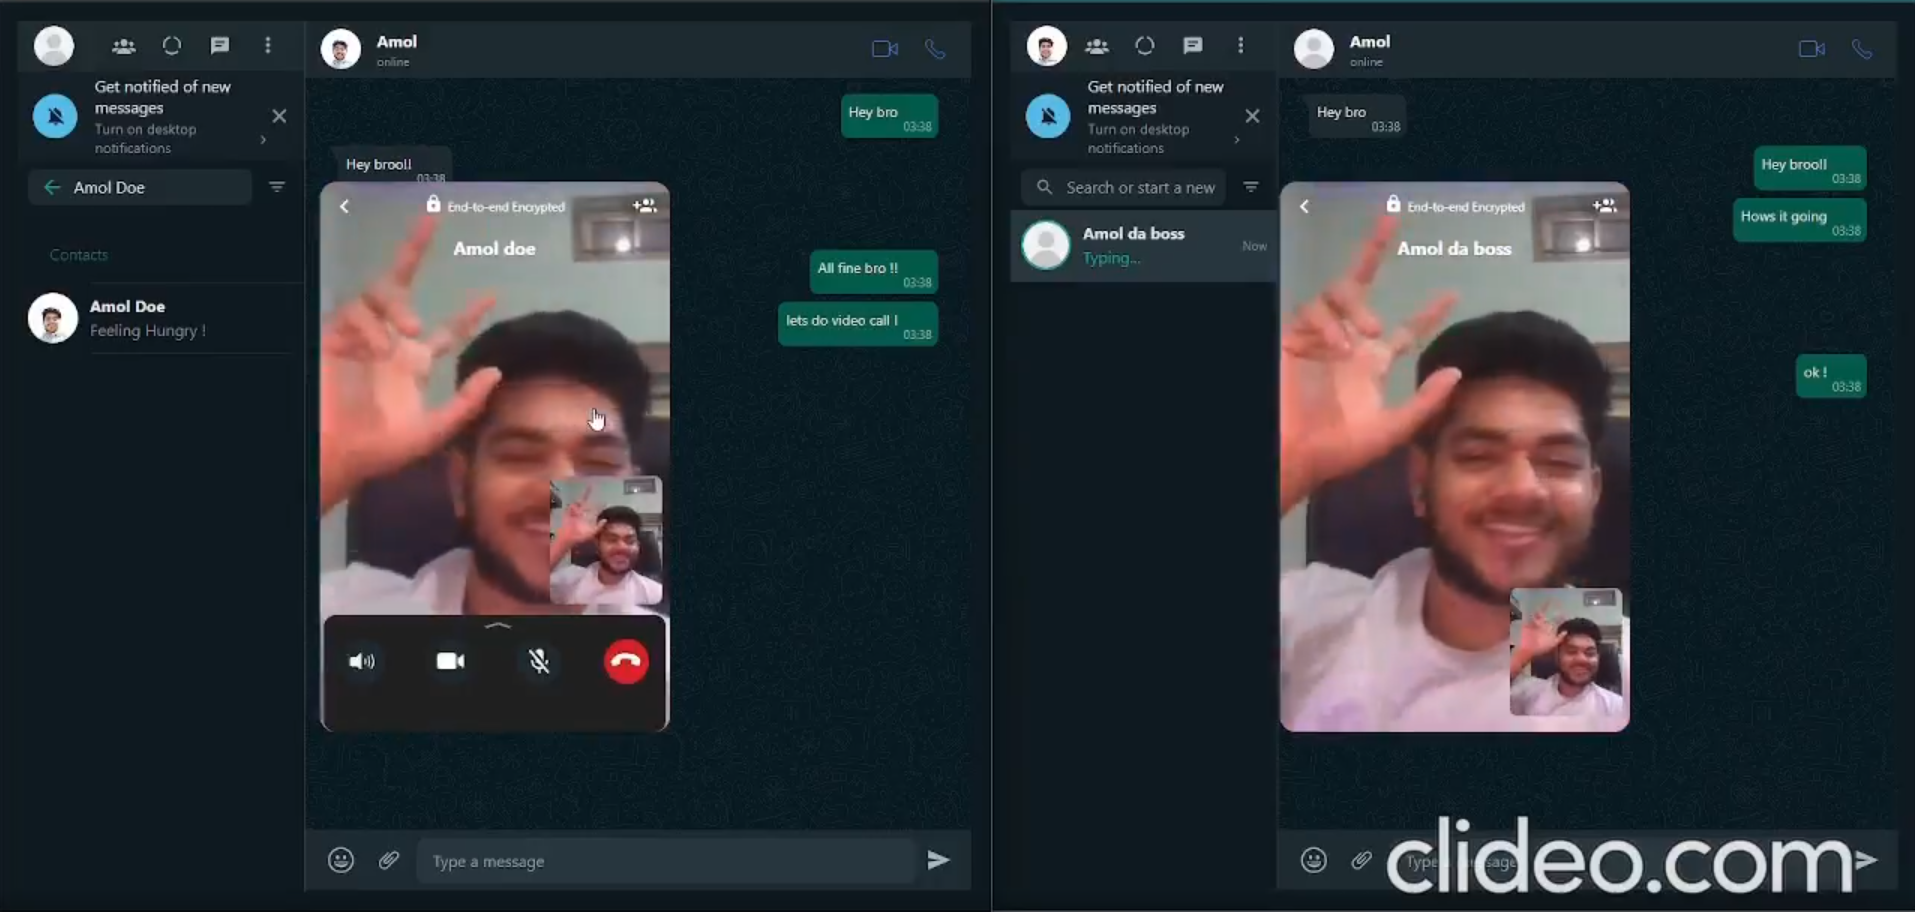 Amol
online
Get notified of new
messages
Turn on desktop
notifications
Amol Doe
Contacts
Amol Doe
Feeling Hungry !
Hey bro
03:38
Hey broo!!
03:38
End-to-end Encrypted
Amol doe
All fine bro !!
03:38
lets do video call !
03:38
Type a message
Amol
online
Get notified of new
messages
Turn on desktop
notifications
Search or start a new
Amol da boss
Now
Typing...
Hey bro
03:38
Hey broo!!
03:38
Hows it going
03:38
End-to-end Encrypted
Amol da boss
ok !
03:38
clideo.com